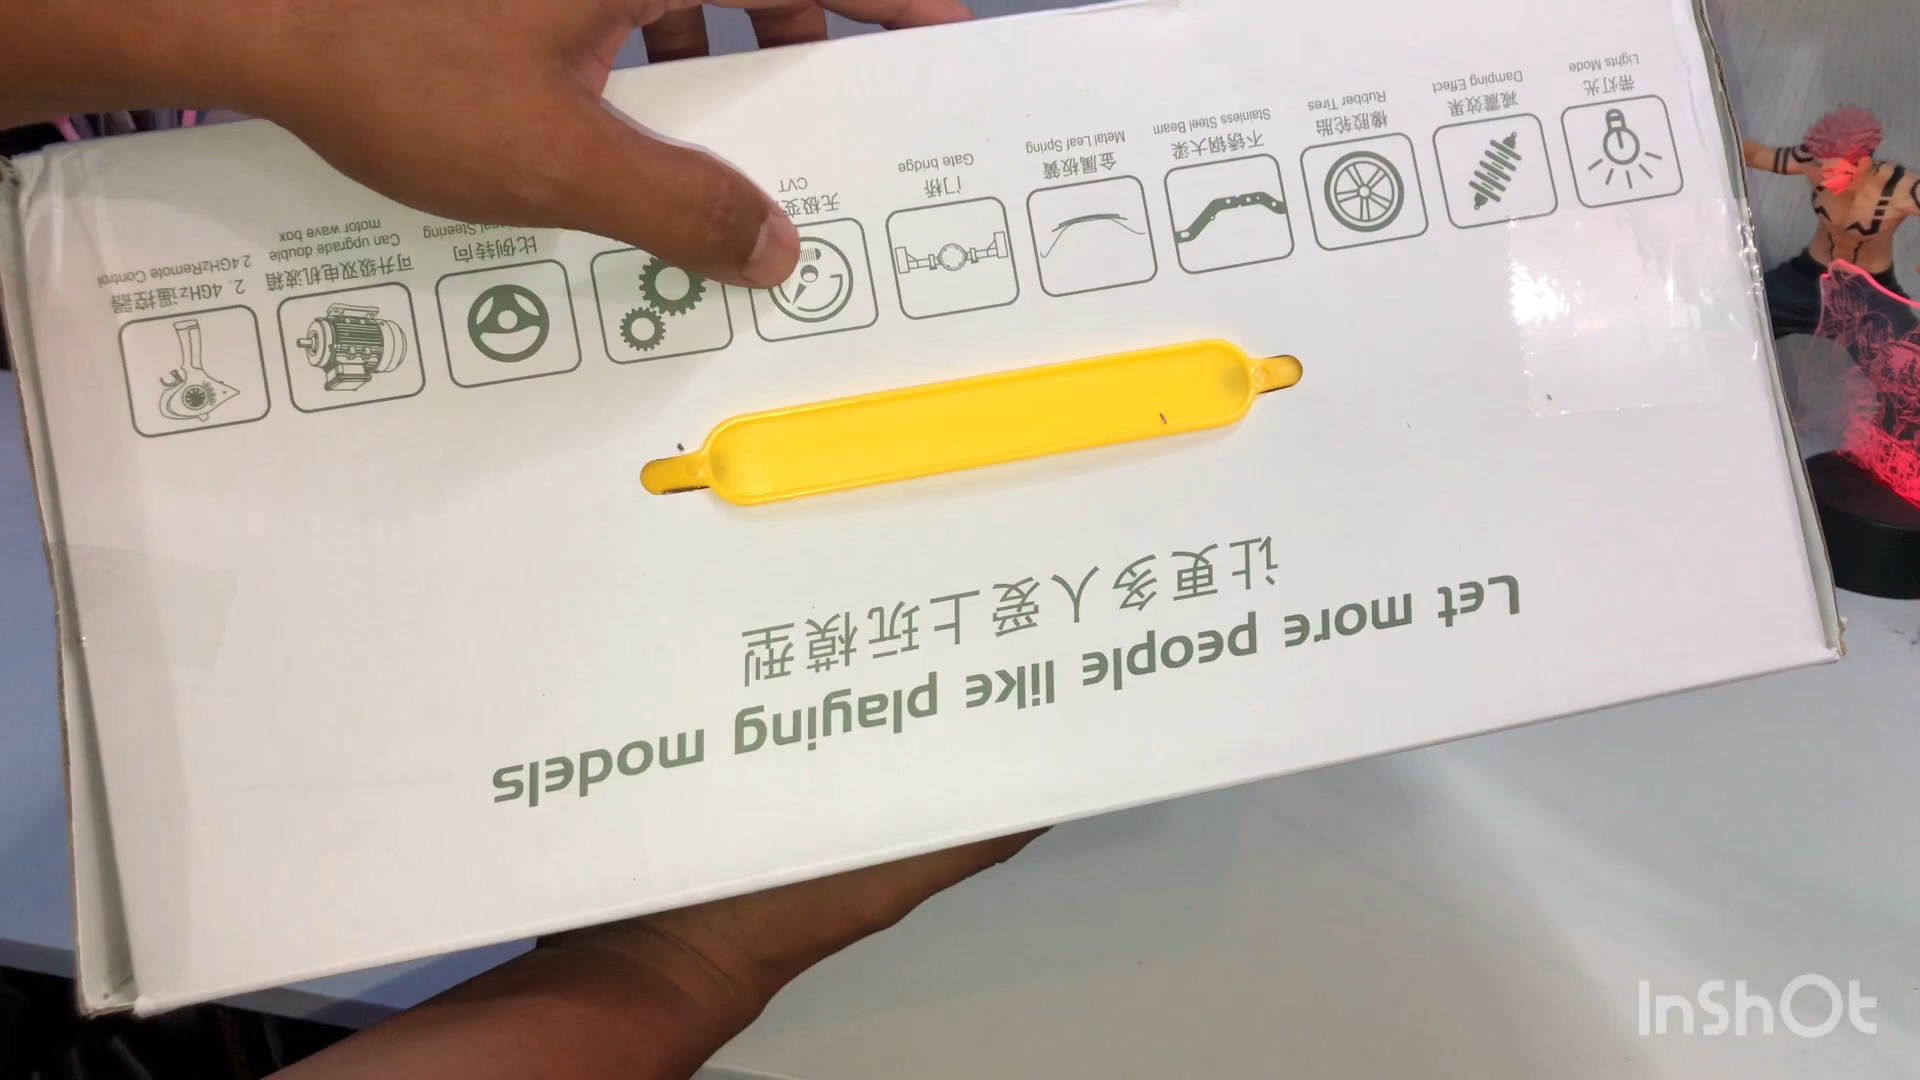 Let more people like playing models
让更多人爱上玩模型
带灯光
Lights Mode
减震效果
Damping Effect
橡胶轮胎
Rubber Tires
不锈钢大梁
Stainless Steel Beam
金属板簧
Metal Leaf Spring
门桥
Gate bridge
无极变
CVT
比例转向
Steering
可升级双电机波箱
Can upgrade double
motor wave box
2.4GHz遥控器
2.4GHzRemote Control
InShOt